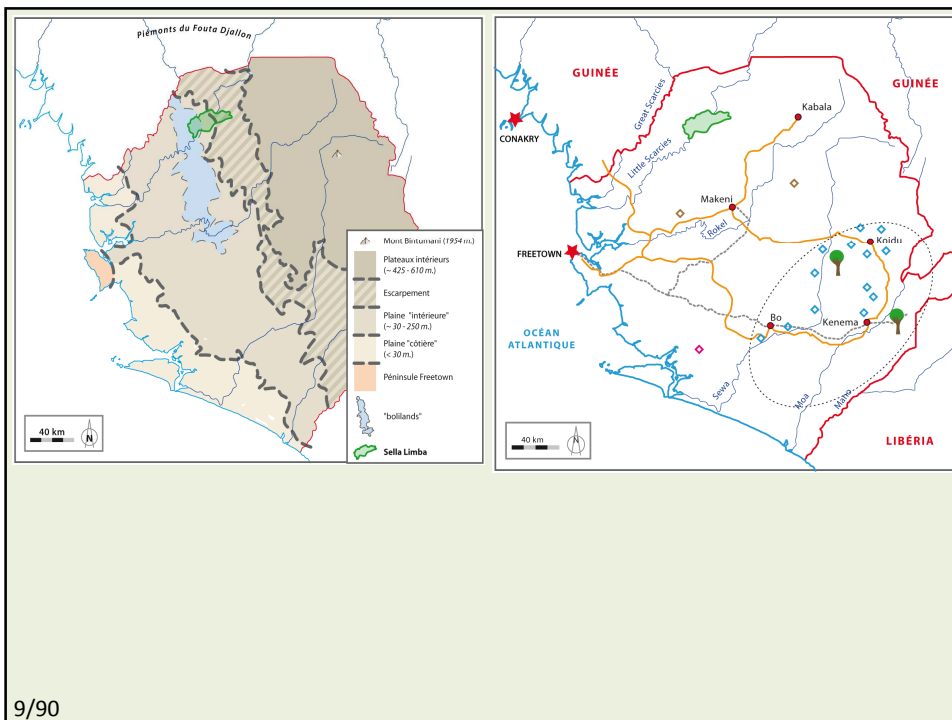 Piémonts du Fouta Djallon
Mont Bintumani (1954 m.)
Plateaux intérieurs
(~ 425 - 610 m.)
Escarpement
Plaine "intérieure"
~ 30 - 250 m.)
Plaine "côtière"
(< 30 m.)
Péninsule Freetown
"bolilands"
Sella Limba
40 km
N
GUINÉE
GUINÉE
CONAKRY
Great Scarcies
Little Scarcies
Kabala
Makeni
Rokel
FREETOWN
Koidu
Bo
Kenema
OCÉAN
ATLANTIQUE
Sewa
Moa
Mano
LIBÉRIA
40 km
N
9/90